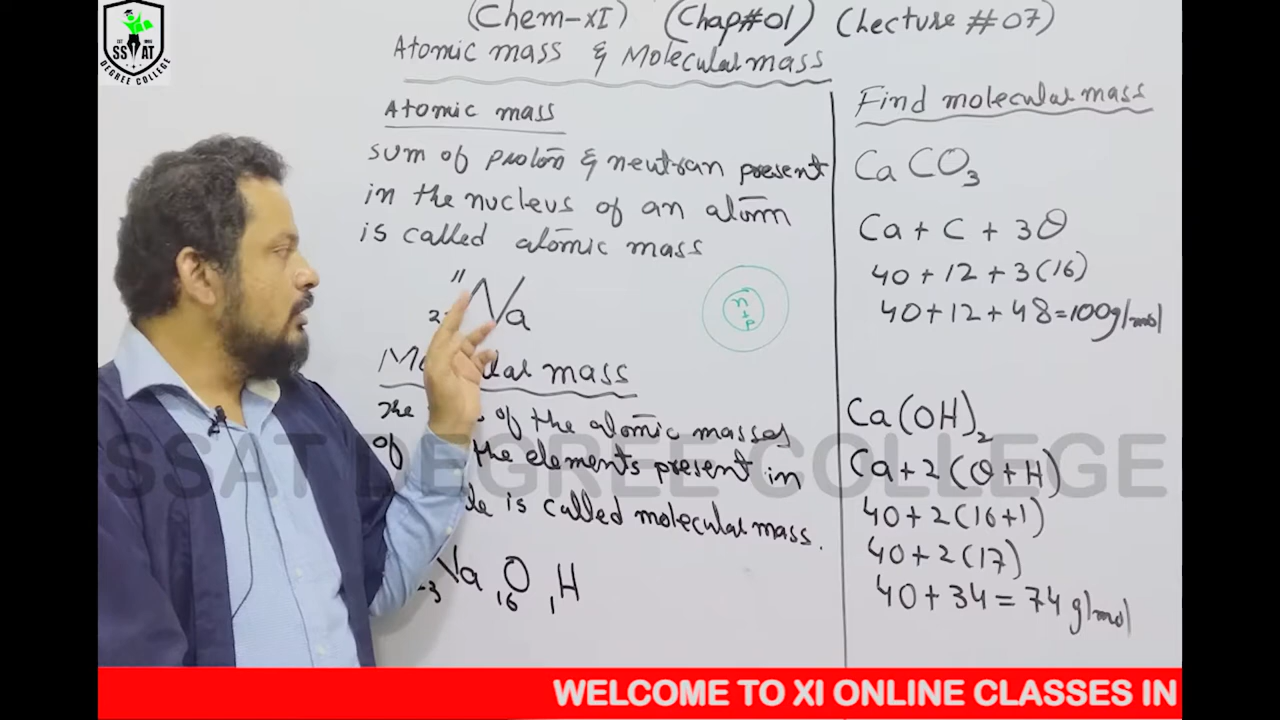 (Chem-XI) (Chap#01) (Lecture #07)
Atomic mass & Molecular mass
SSAT
DEGREE COLLEGE
Atomic mass
sum of proton & neutran present
in the nucleus of an atom
is called atomic mass
11
Na
n
+
p
mass
The of the atomic masses
of the elements present in
is called molecular mass.
Na O H
16 1
Find molecular mass
CaCO3
Ca + C + 3O
40 + 12 + 3(16)
40 + 12 + 48 = 100g/mol
Ca(OH)2
Ca + 2(O+H)
40 + 2(16+1)
40 + 2(17)
40 + 34 = 74 g/mol
SSAT DEGREE COLLEGE
WELCOME TO XI ONLINE CLASSES IN